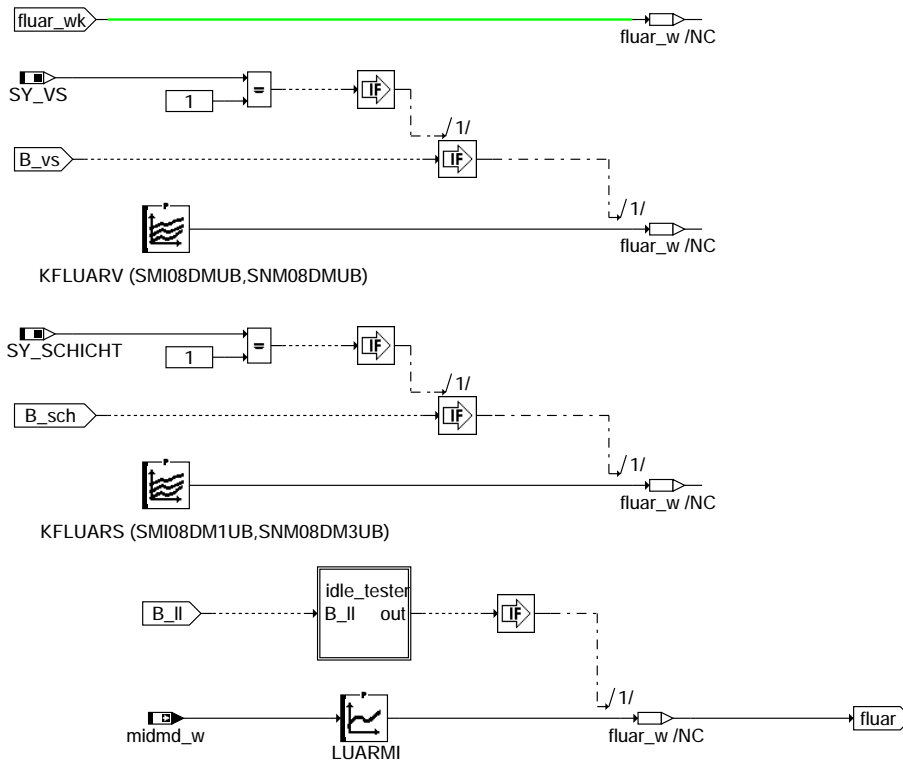 fluar_wk
fluar_w /NC
SY_VS
1
=
IF
/1/
B_vs
IF
/1/
P
fluar_w /NC
KFLUARV (SMI08DMUB,SNM08DMUB)
SY_SCHICHT
1
=
IF
/1/
B_sch
IF
/1/
P
fluar_w /NC
KFLUARS (SMI08DM1UB,SNM08DM3UB)
idle_tester
B_ll
B_ll out
IF
/1/
P
midmd_w
LUARMI
fluar_w /NC
fluar